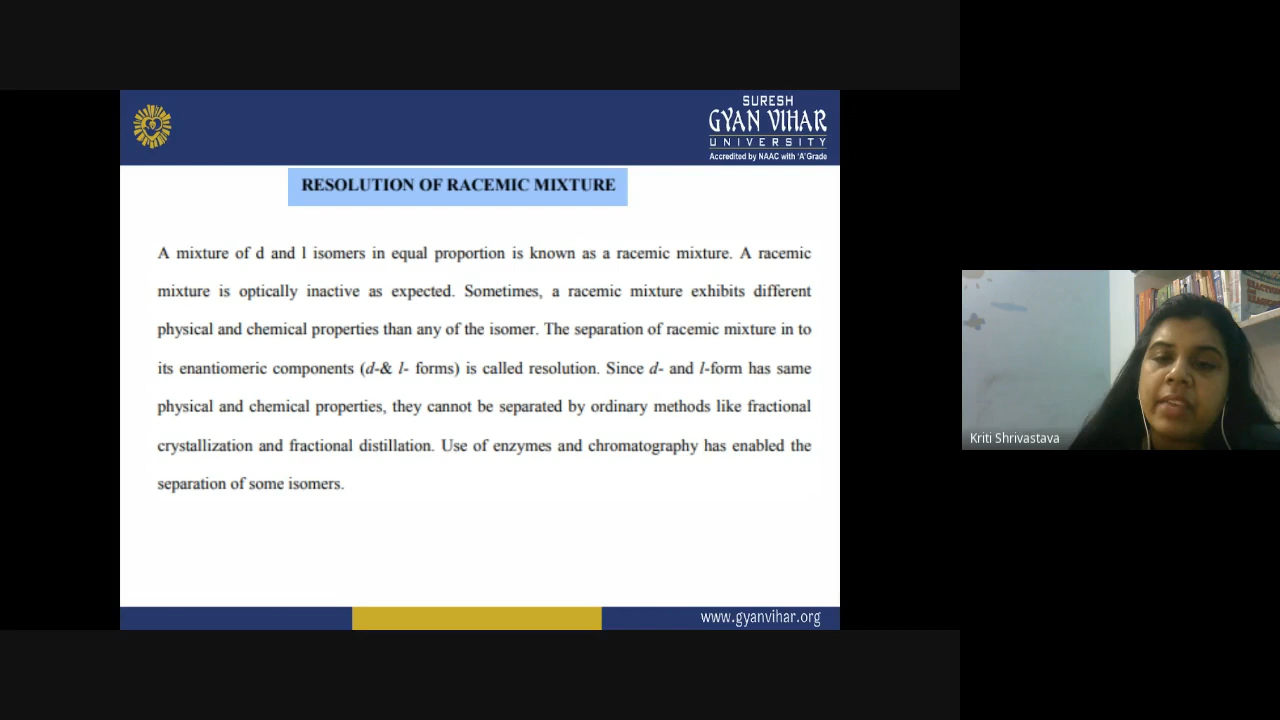 SURESH
GYAN VIHAR
UNIVERSITY
Accredited by NAAC with 'A' Grade
RESOLUTION OF RACEMIC MIXTURE
A mixture of d and l isomers in equal proportion is known as a racemic mixture. A racemic
mixture is optically inactive as expected. Sometimes, a racemic mixture exhibits different
physical and chemical properties than any of the isomer. The separation of racemic mixture in to
its enantiomeric components (d-& l- forms) is called resolution. Since d- and l-form has same
physical and chemical properties, they cannot be separated by ordinary methods like fractional
crystallization and fractional distillation. Use of enzymes and chromatography has enabled the
separation of some isomers.
www.gyanvihar.org
Kriti Shrivastava